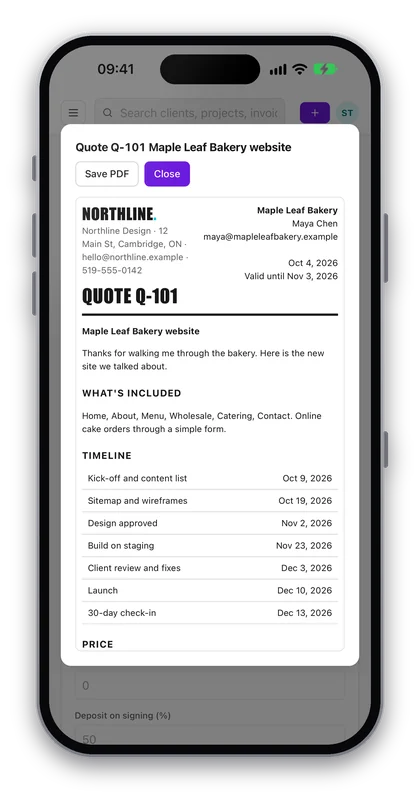 09:41
Search clients, projects, invoic
+
ST
Quote Q-101 Maple Leaf Bakery website
Save PDF
Close
NORTHLINE.
Northline Design · 12
Main St, Cambridge, ON ·
hello@northline.example ·
519-555-0142
Maple Leaf Bakery
Maya Chen
maya@mapleleafbakery.example
Oct 4, 2026
Valid until Nov 3, 2026
QUOTE Q-101
Maple Leaf Bakery website
Thanks for walking me through the bakery. Here is the new
site we talked about.
WHAT'S INCLUDED
Home, About, Menu, Wholesale, Catering, Contact. Online
cake orders through a simple form.
TIMELINE
Kick-off and content list Oct 9, 2026
Sitemap and wireframes Oct 19, 2026
Design approved Nov 2, 2026
Build on staging Nov 23, 2026
Client review and fixes Dec 3, 2026
Launch Dec 10, 2026
30-day check-in Dec 13, 2026
PRICE
0
Deposit on signing (%)
50